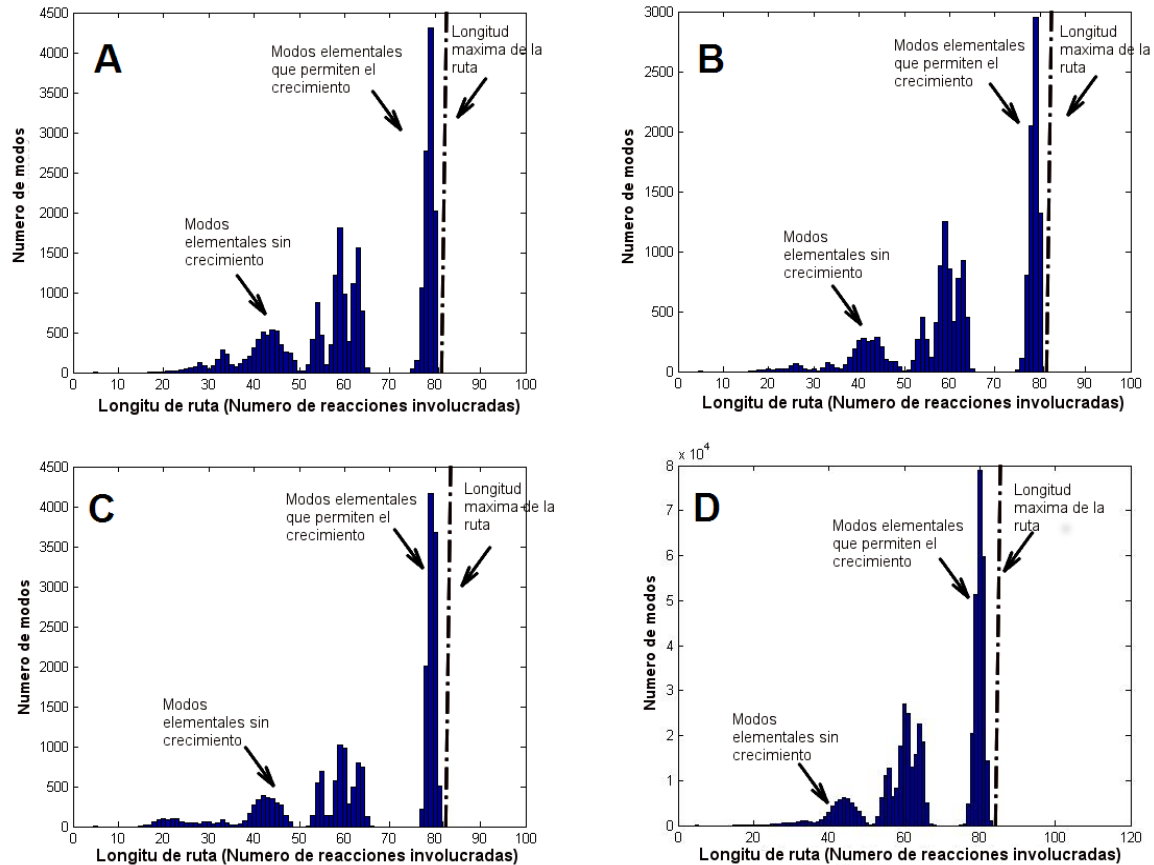 A
4500
4000
3500
3000
2500
2000
1500
1000
500
0
Numero de modos
Modos elementales
que permiten el
crecimiento
Longitud
maxima de la
ruta
Modos
elementales sin
crecimiento
0 10 20 30 40 50 60 70 80 90 100
Longitu de ruta (Numero de reacciones involucradas)
B
3000
2500
2000
1500
1000
500
0
Numero de modos
Modos elementales
que permiten el
crecimiento
Longitud
maxima de la
ruta
Modos
elementales sin
crecimiento
0 10 20 30 40 50 60 70 80 90 100
Longitu de ruta (Numero de reacciones involucradas)
C
4500
4000
3500
3000
2500
2000
1500
1000
500
0
Numero de modos
Modos elementales
que permiten el
crecimiento
Longitud
maxima de la
ruta
Modos
elementales sin
crecimiento
0 10 20 30 40 50 60 70 80 90 100
Longitu de ruta (Numero de reacciones involucradas)
D
x 10⁴
8
7
6
5
4
3
2
1
0
Numero de modos
Modos elementales
que permiten el
crecimiento
Longitud
maxima de la
ruta
Modos
elementales sin
crecimiento
0 20 40 60 80 100 120
Longitu de ruta (Numero de reacciones involucradas)